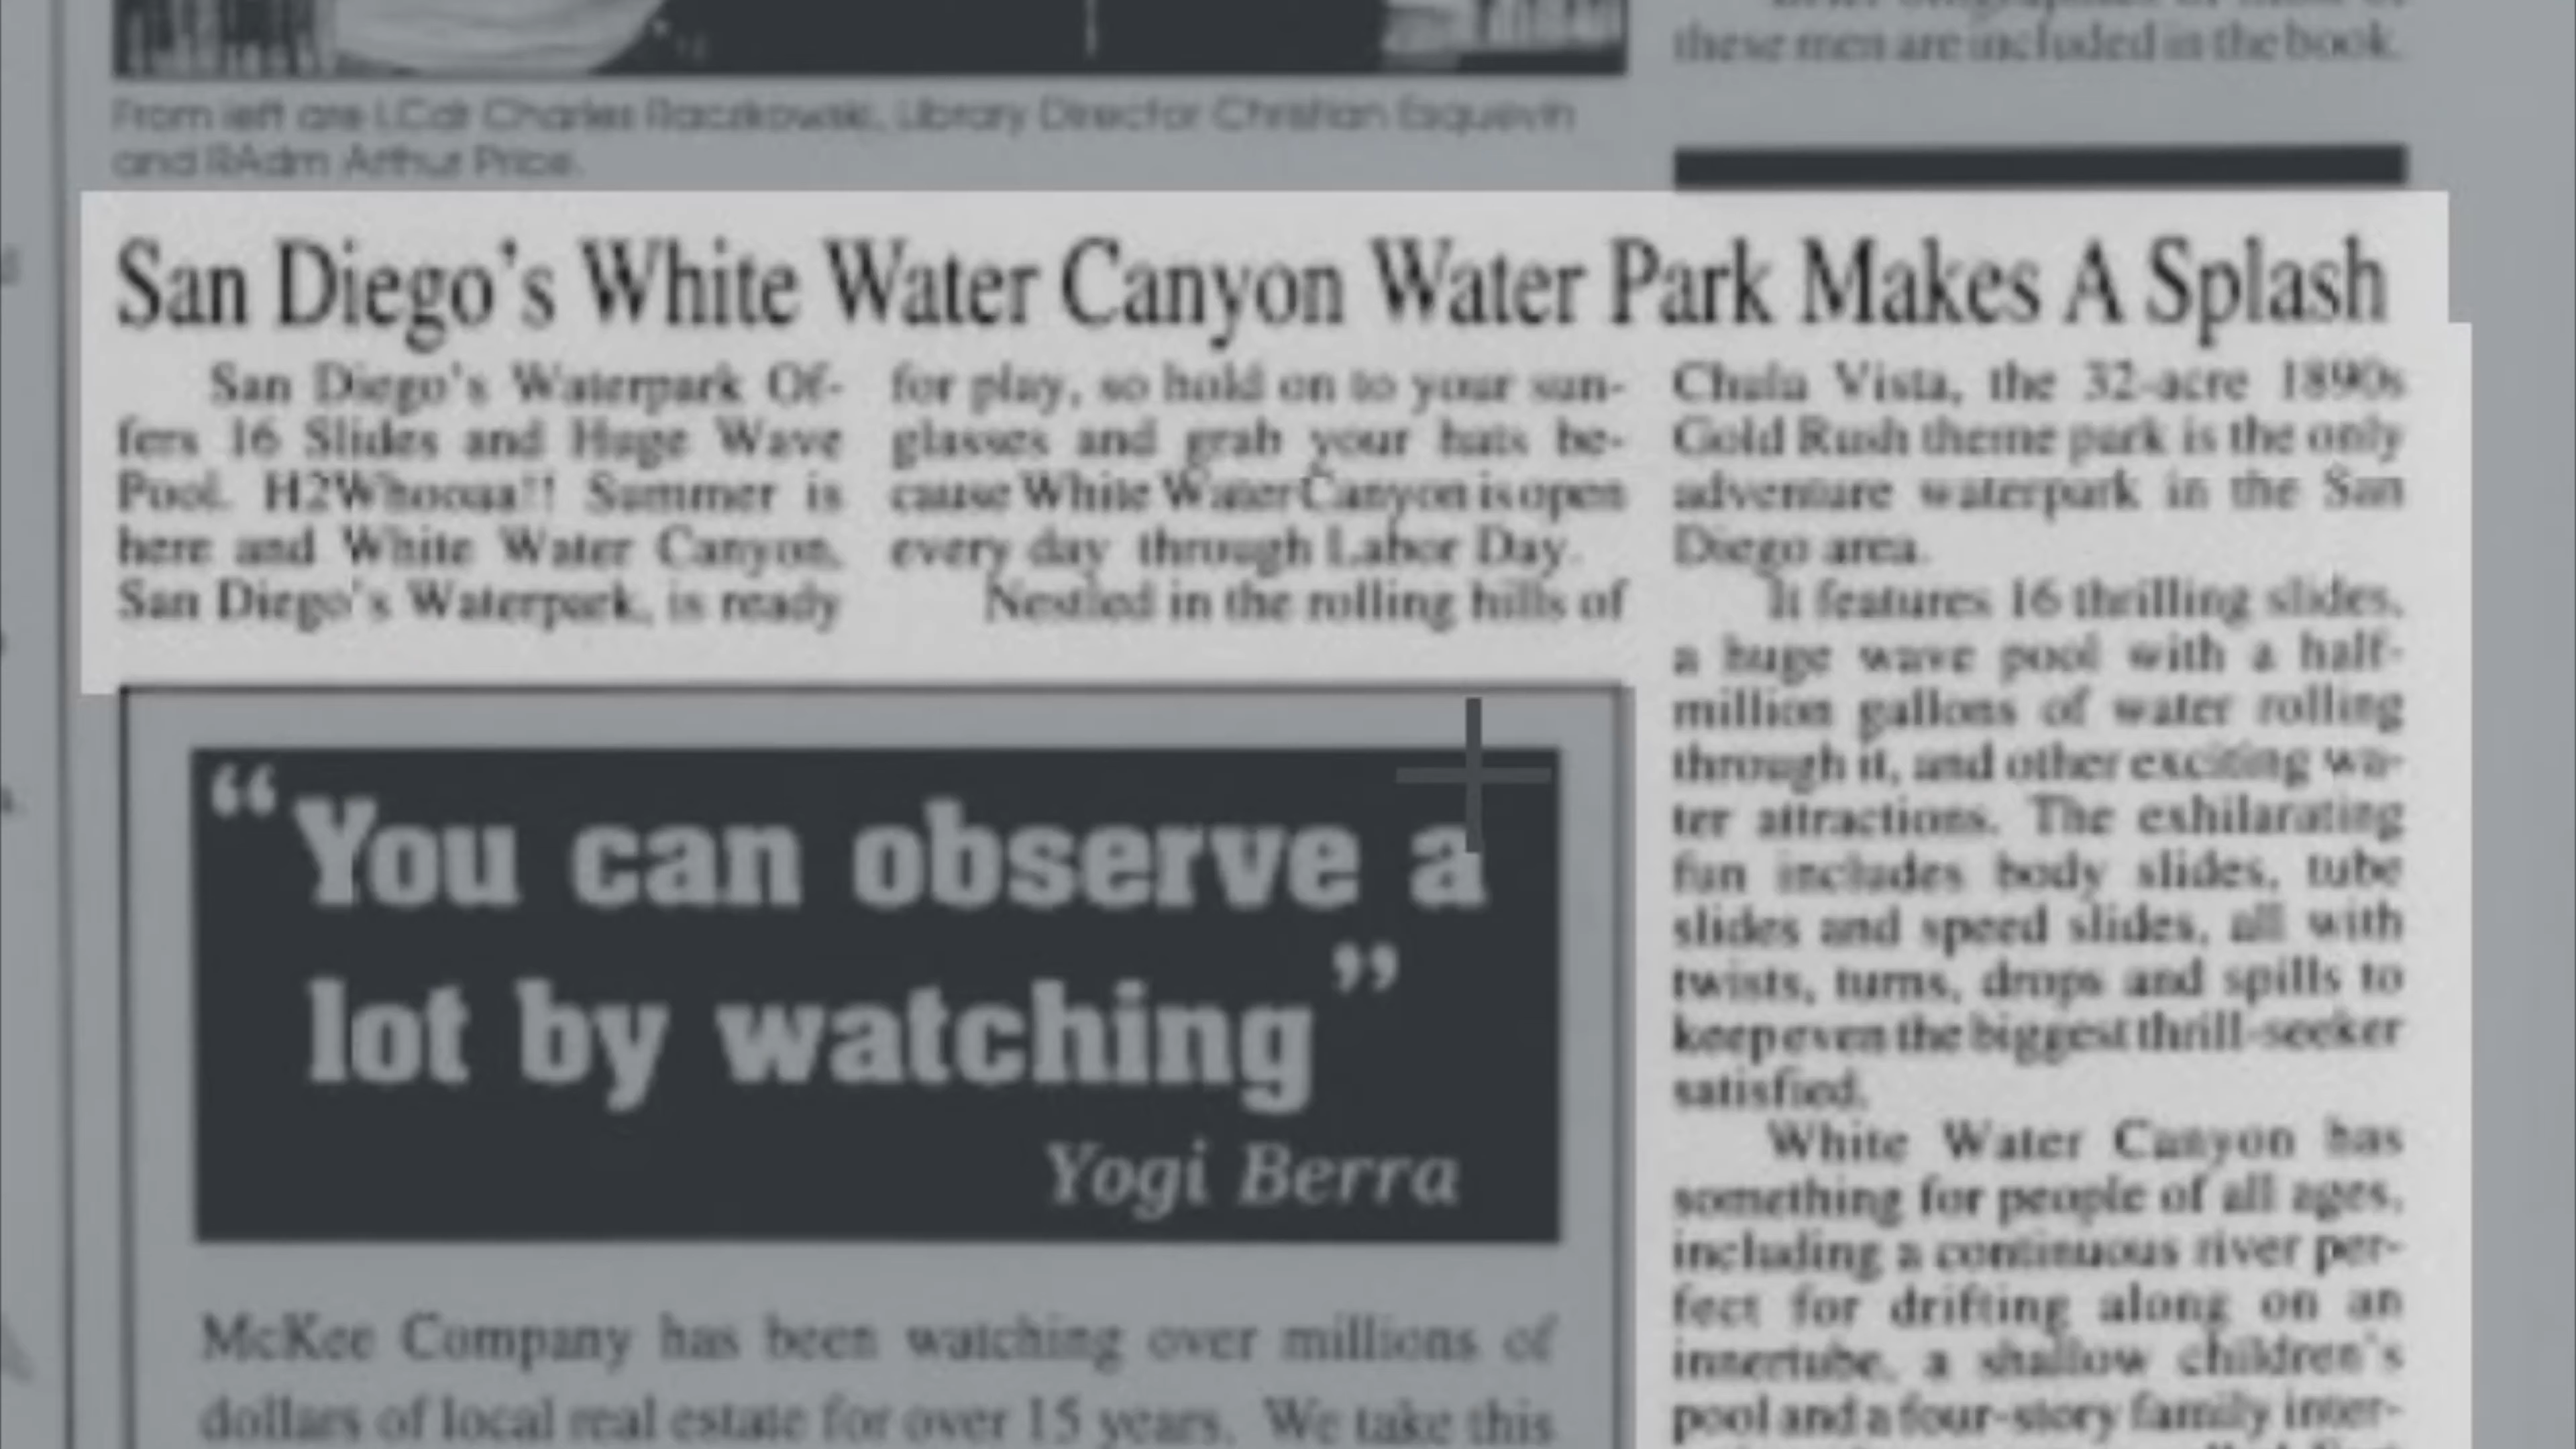 these men are included in the book.
From left are LCdr Charles Raczkowski, Library Director Christian Esquevin
and RAdm Arthur Price.
San Diego's White Water Canyon Water Park Makes A Splash
San Diego's Waterpark Of-
fers 16 Slides and Huge Wave
Pool. H2Whooaa!! Summer is
here and White Water Canyon,
San Diego's Waterpark, is ready
for play, so hold on to your sun-
glasses and grab your hats be-
cause White Water Canyon is open
every day through Labor Day.
Nestled in the rolling hills of
Chula Vista, the 32-acre 1890s
Gold Rush theme park is the only
adventure waterpark in the San
Diego area.
It features 16 thrilling slides,
a huge wave pool with a half-
million gallons of water rolling
through it, and other exciting wa-
ter attractions. The exhilarating
fun includes body slides, tube
slides and speed slides, all with
twists, turns, drops and spills to
keep even the biggest thrill-seeker
satisfied.
White Water Canyon has
something for people of all ages,
including a continuous river per-
fect for drifting along on an
innertube, a shallow children's
pool and a four-story family inter-
“You can observe a
lot by watching”
Yogi Berra
McKee Company has been watching over millions of
dollars of local real estate for over 15 years. We take this